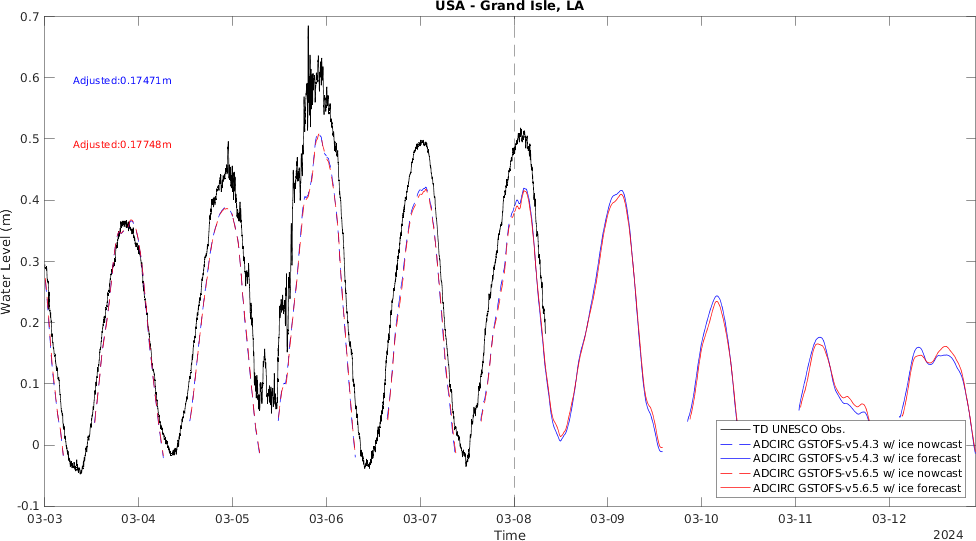 USA - Grand Isle, LA
0.7
0.6
0.5
0.4
0.3
0.2
0.1
0
-0.1
Water Level (m)
Adjusted:0.17471m
Adjusted:0.17748m
TD UNESCO Obs.
ADCIRC GSTOFS-v5.4.3 w/ ice nowcast
ADCIRC GSTOFS-v5.4.3 w/ ice forecast
ADCIRC GSTOFS-v5.6.5 w/ ice nowcast
ADCIRC GSTOFS-v5.6.5 w/ ice forecast
03-03 03-04 03-05 03-06 03-07 03-08 03-09 03-10 03-11 03-12
Time
2024